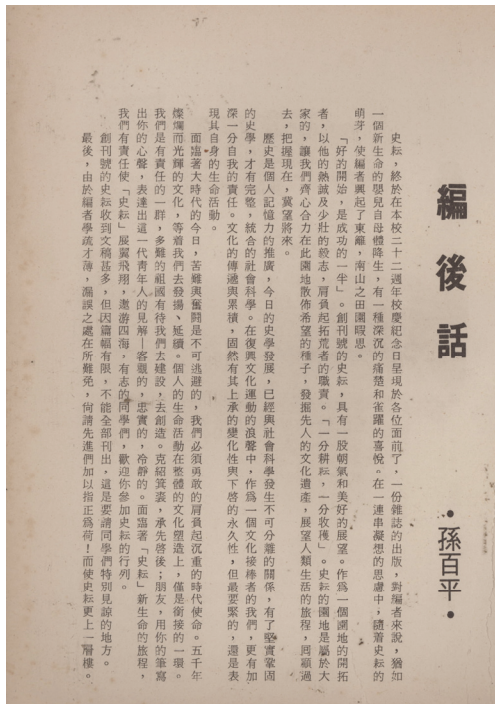 編後話
•孫百平•
史耘，終於在本校二十二週年校慶紀念日呈現於各位面前了，一份雜誌的出版，對編者來說，猶如
一個新生命的嬰兒自母體降生，有一種深沉的痛楚和雀躍的喜悅。在一連串擬想的思慮中，隨着史耘的
萌芽，使編者興起了東籬，南山之田園暇思。
「好的開始，是成功的一半」。創刊號的史耘，具有一股朝氣和美好的展望。作爲一個園地的開拓
者，以他的熱誠及少壯的毅志，肩負起拓荒者的職責。「一分耕耘，一分收穫」。史耘的園地是屬於大
家的，讓我們齊心合力在此園地散佈希望的種子，發掘先人的文化遺產，展望人類生活的旅程，囘顧過
去，把握現在，冀望將來。
歷史是個人記憶力的推廣，今日的史學發展，已經與社會科學發生不可分離的關係，有了堅實鞏固
的史學，才有完整，統合的社會科學。在復興文化運動的浪聲中，作爲一個文化接棒者的我們，更有加
深一分自我的責任。文化的傳遞與累積，固然有其上承的變化性與下啓的永久性，但最要緊的，還是表
現其自身的生命活動。
面臨著大時代的今日，苦難與奮鬪是不可逃避的，我們必須勇敢的肩負起沉重的時代使命。五千年
燦爛而光輝的文化，等着我們去發揚、延續。個人的生命活動在整體的文化塑造上，僅是銜接的一環。
我們是有責任的一群，多難的祖國有待我們去建設，去創造。克紹箕裘，承先啓後；朋友，用你的筆寫
出你的心聲，表達出這一代靑年人的見解—客觀的，忠實的，冷靜的。面臨著「史耘」新生命的旅程，
我們有責任使「史耘」展翼飛翔，遨游四海，有志的同學們，歡迎你參加史耘的行列。
創刊號的史耘收到文稿甚多，但因篇幅有限，不能全部刊出，這是要請同學們特別見諒的地方。
最後，由於編者學疏才薄，漏誤之處在所難免，尙請先進們加以指正爲荷！而使史耘更上一層樓。